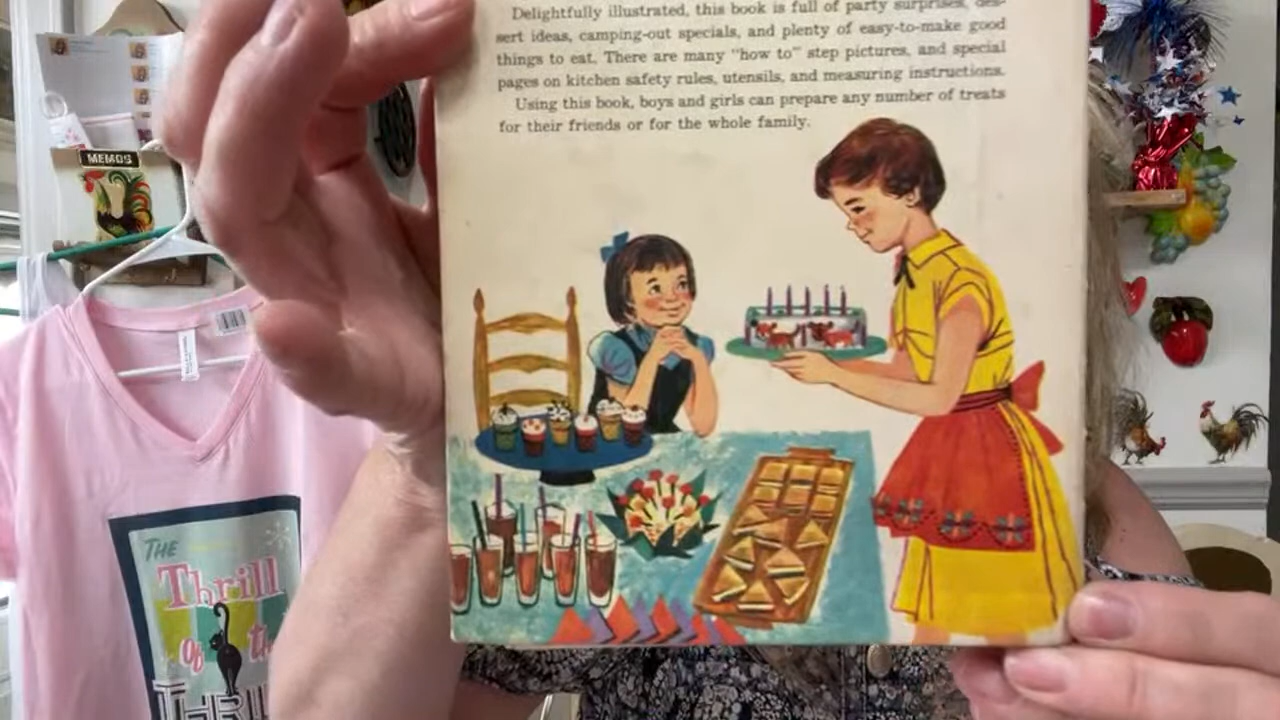 Delightfully illustrated, this book is full of party surprises, des-
sert ideas, camping-out specials, and plenty of easy-to-make good
things to eat. There are many "how to" step pictures, and special
pages on kitchen safety rules, utensils, and measuring instructions.
Using this book, boys and girls can prepare any number of treats
for their friends or for the whole family.
MEMOS
THE
Thrill
of th
THRIL